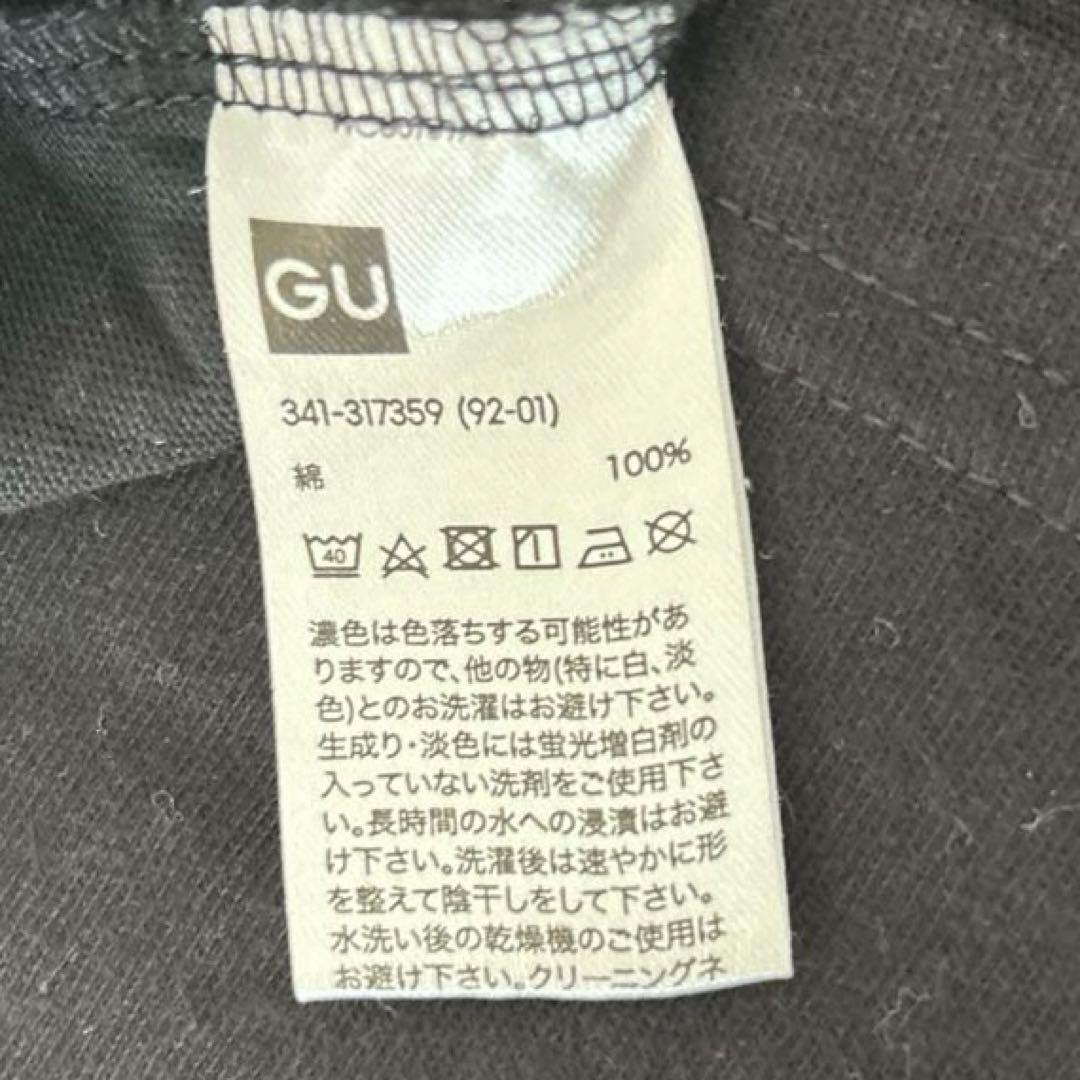 GU
341-317359 (92-01)
綿 100%
40
濃色は色落ちする可能性があ
りますので、他の物(特に白、淡
色)とのお洗濯はお避け下さい。
生成り・淡色には蛍光増白剤の
入っていない洗剤をご使用下さ
い。長時間の水への浸漬はお避
け下さい。洗濯後は速やかに形
を整えて陰干しをして下さい。
水洗い後の乾燥機のご使用は
お避け下さい。クリーニングネ